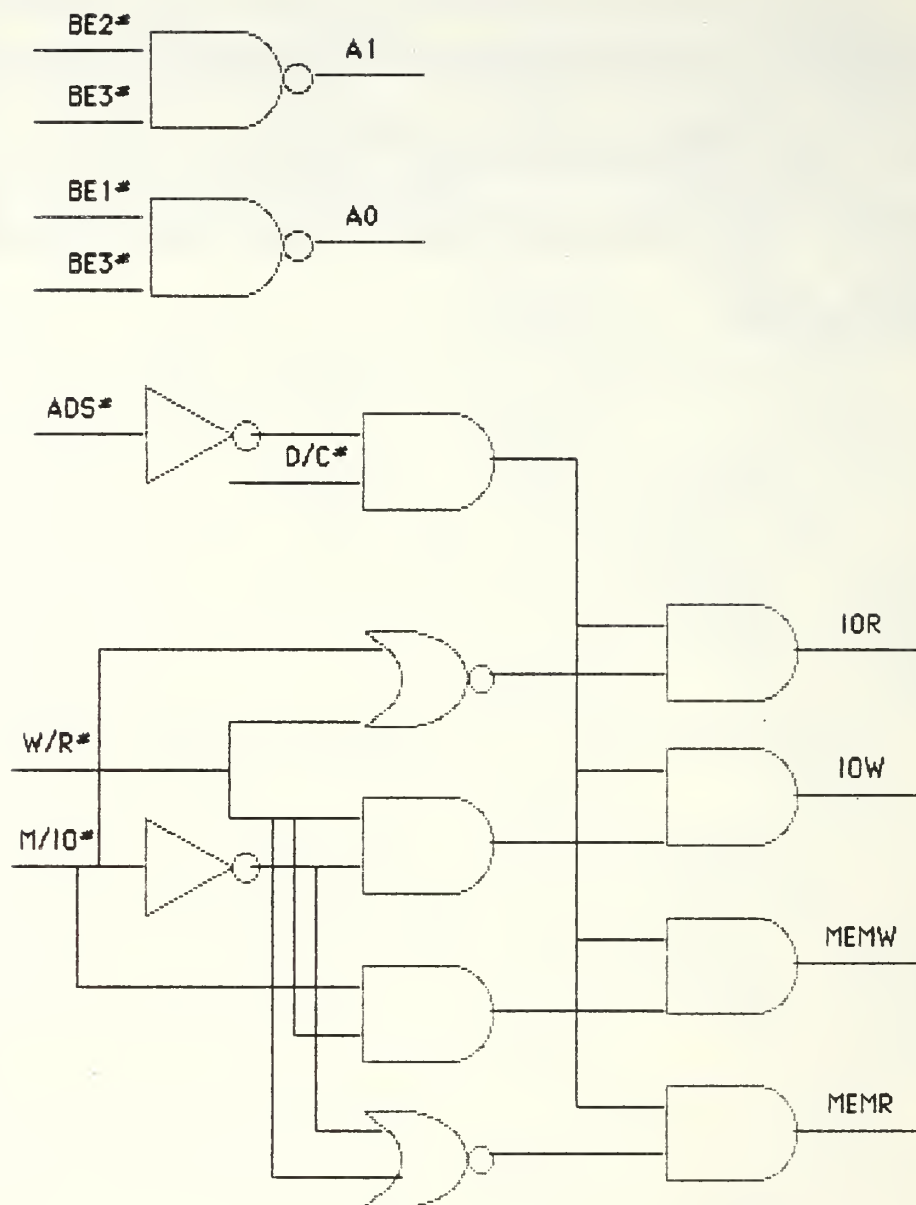 BE2*
A1
BE3*
BE1*
A0
BE3*
ADS*
D/C*
IOR
W/R*
IOW
M/IO*
MEMW
MEMR